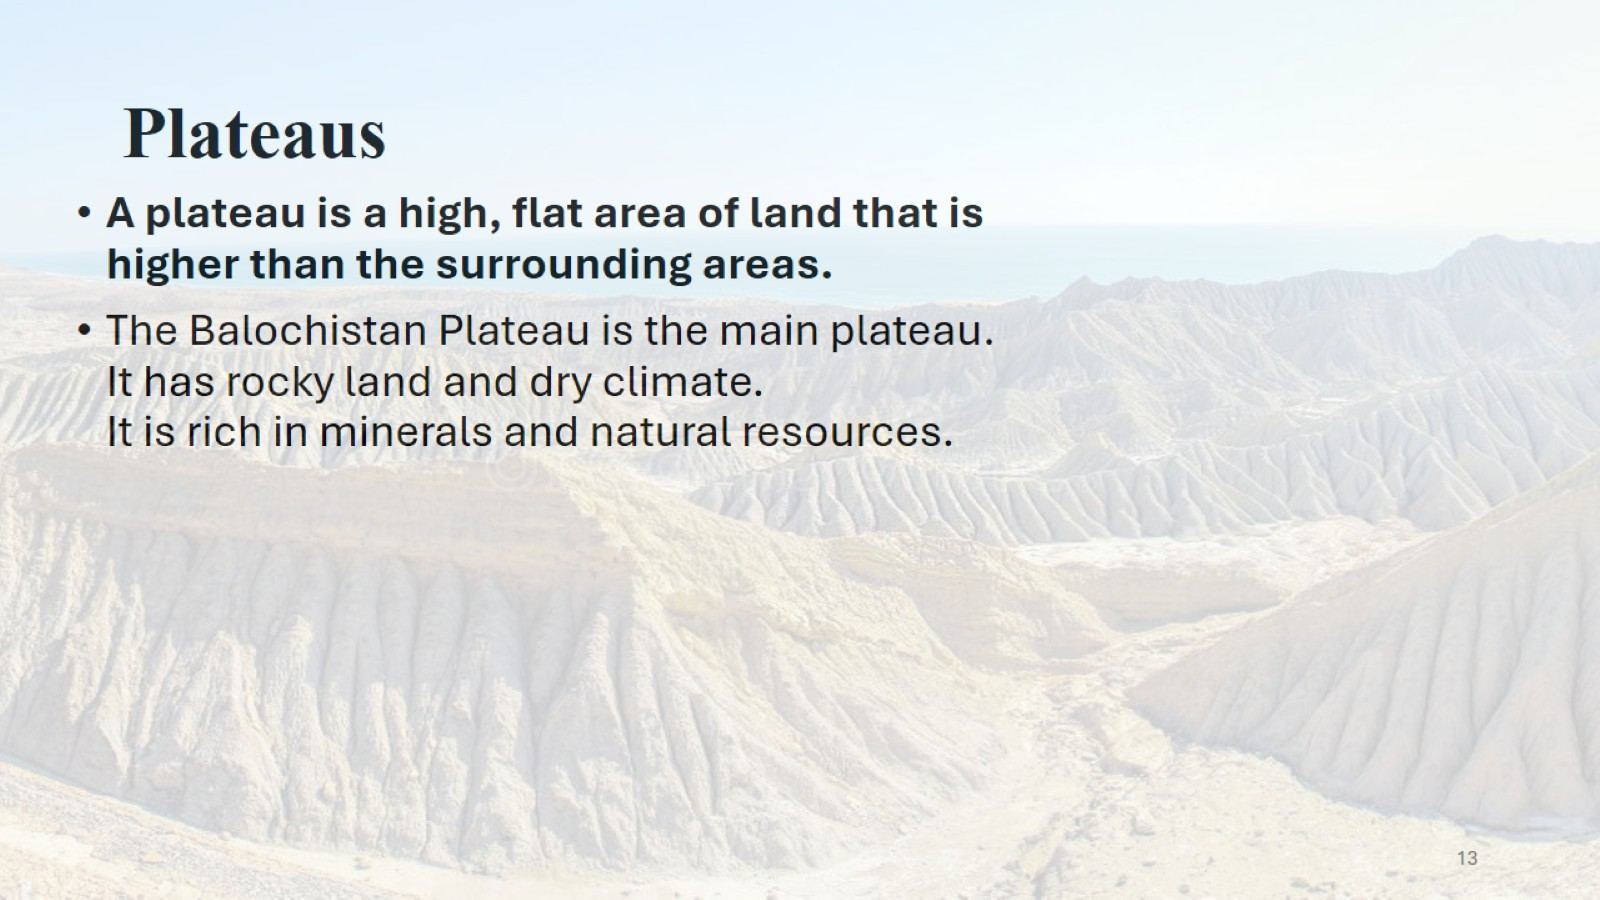 Plateaus
• A plateau is a high, flat area of land that is
higher than the surrounding areas.
• The Balochistan Plateau is the main plateau.
It has rocky land and dry climate.
It is rich in minerals and natural resources.
13